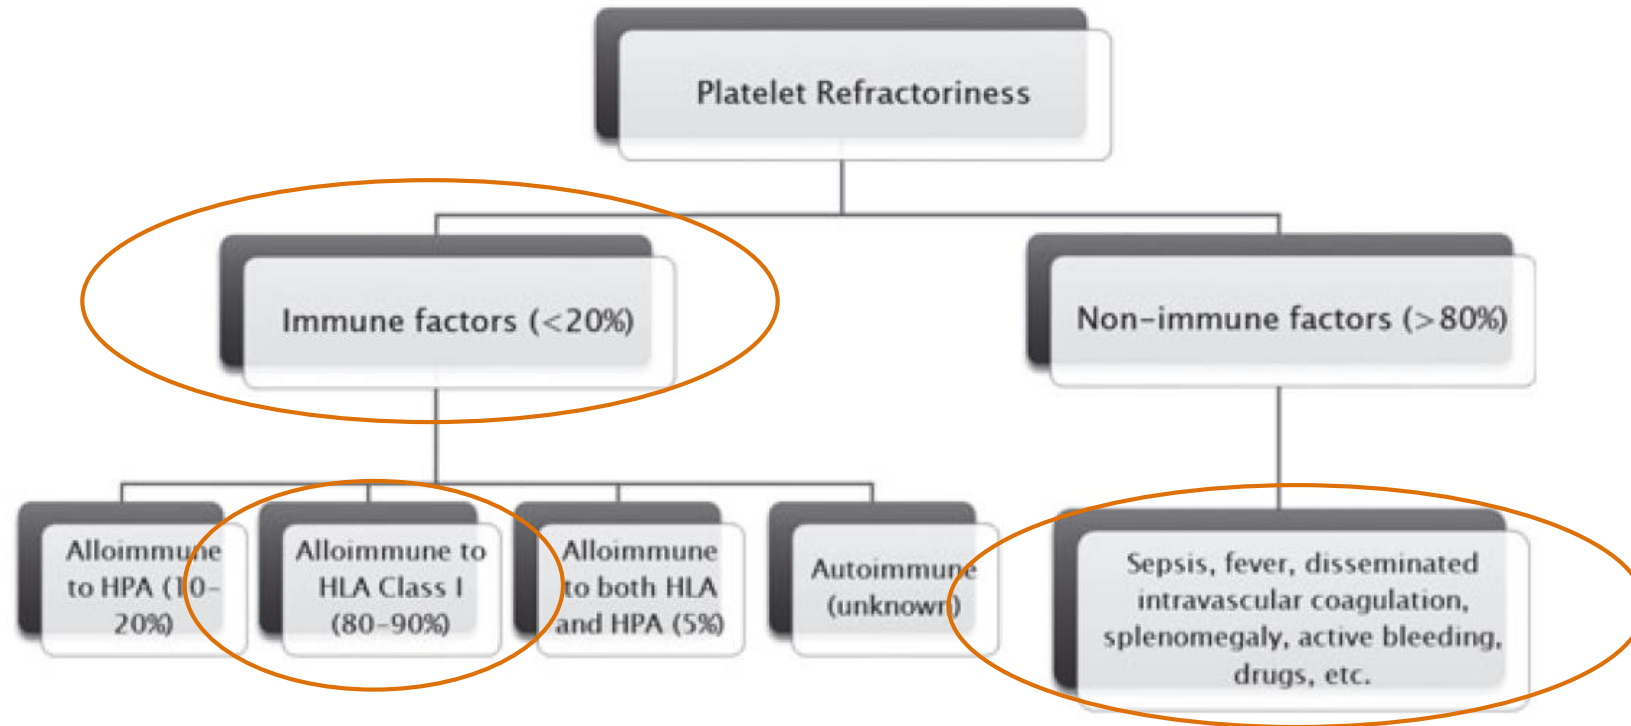 Platelet Refractoriness
Immune factors (<20%)
Non-immune factors (>80%)
Alloimmune
to HPA (10-
20%)
Alloimmune to
HLA Class I
(80-90%)
Alloimmune
to both HLA
and HPA (5%)
Autoimmune
(unknown)
Sepsis, fever, disseminated
intravascular coagulation,
splenomegaly, active bleeding,
drugs, etc.